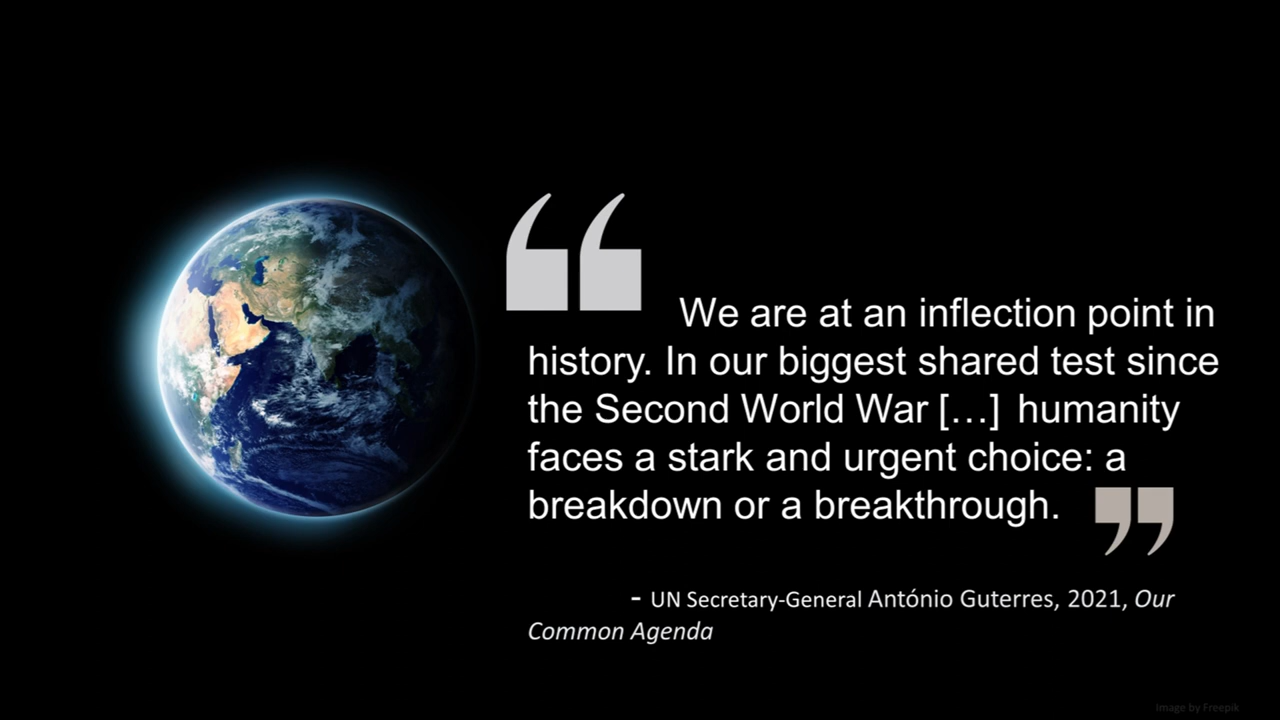 We are at an inflection point in
history. In our biggest shared test since
the Second World War […] humanity
faces a stark and urgent choice: a
breakdown or a breakthrough.
- UN Secretary-General António Guterres, 2021, Our
Common Agenda
Image by Freepik